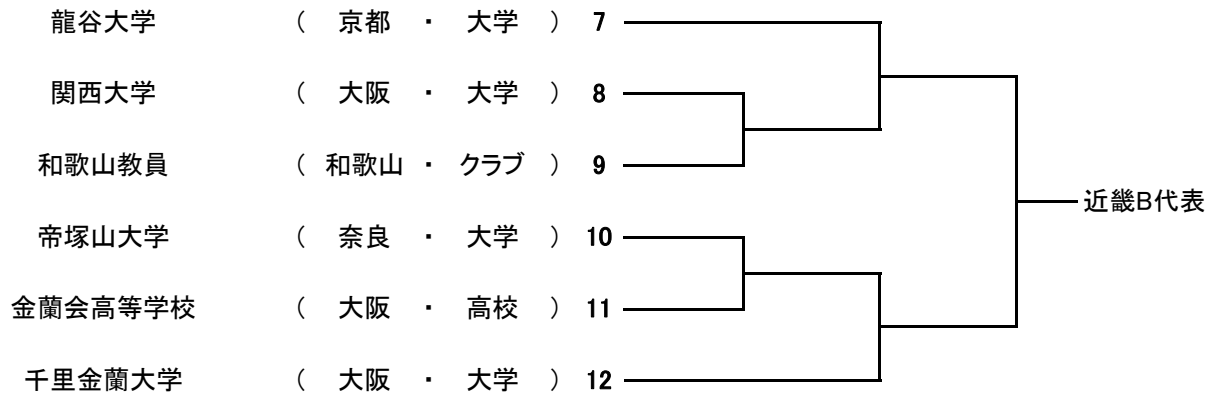 龍谷大学 ( 京都 ・ 大学 ) 7
関西大学 ( 大阪 ・ 大学 ) 8
和歌山教員 ( 和歌山 ・ クラブ ) 9
近畿B代表
帝塚山大学 ( 奈良 ・ 大学 ) 10
金蘭会高等学校 ( 大阪 ・ 高校 ) 11
千里金蘭大学 ( 大阪 ・ 大学 ) 12